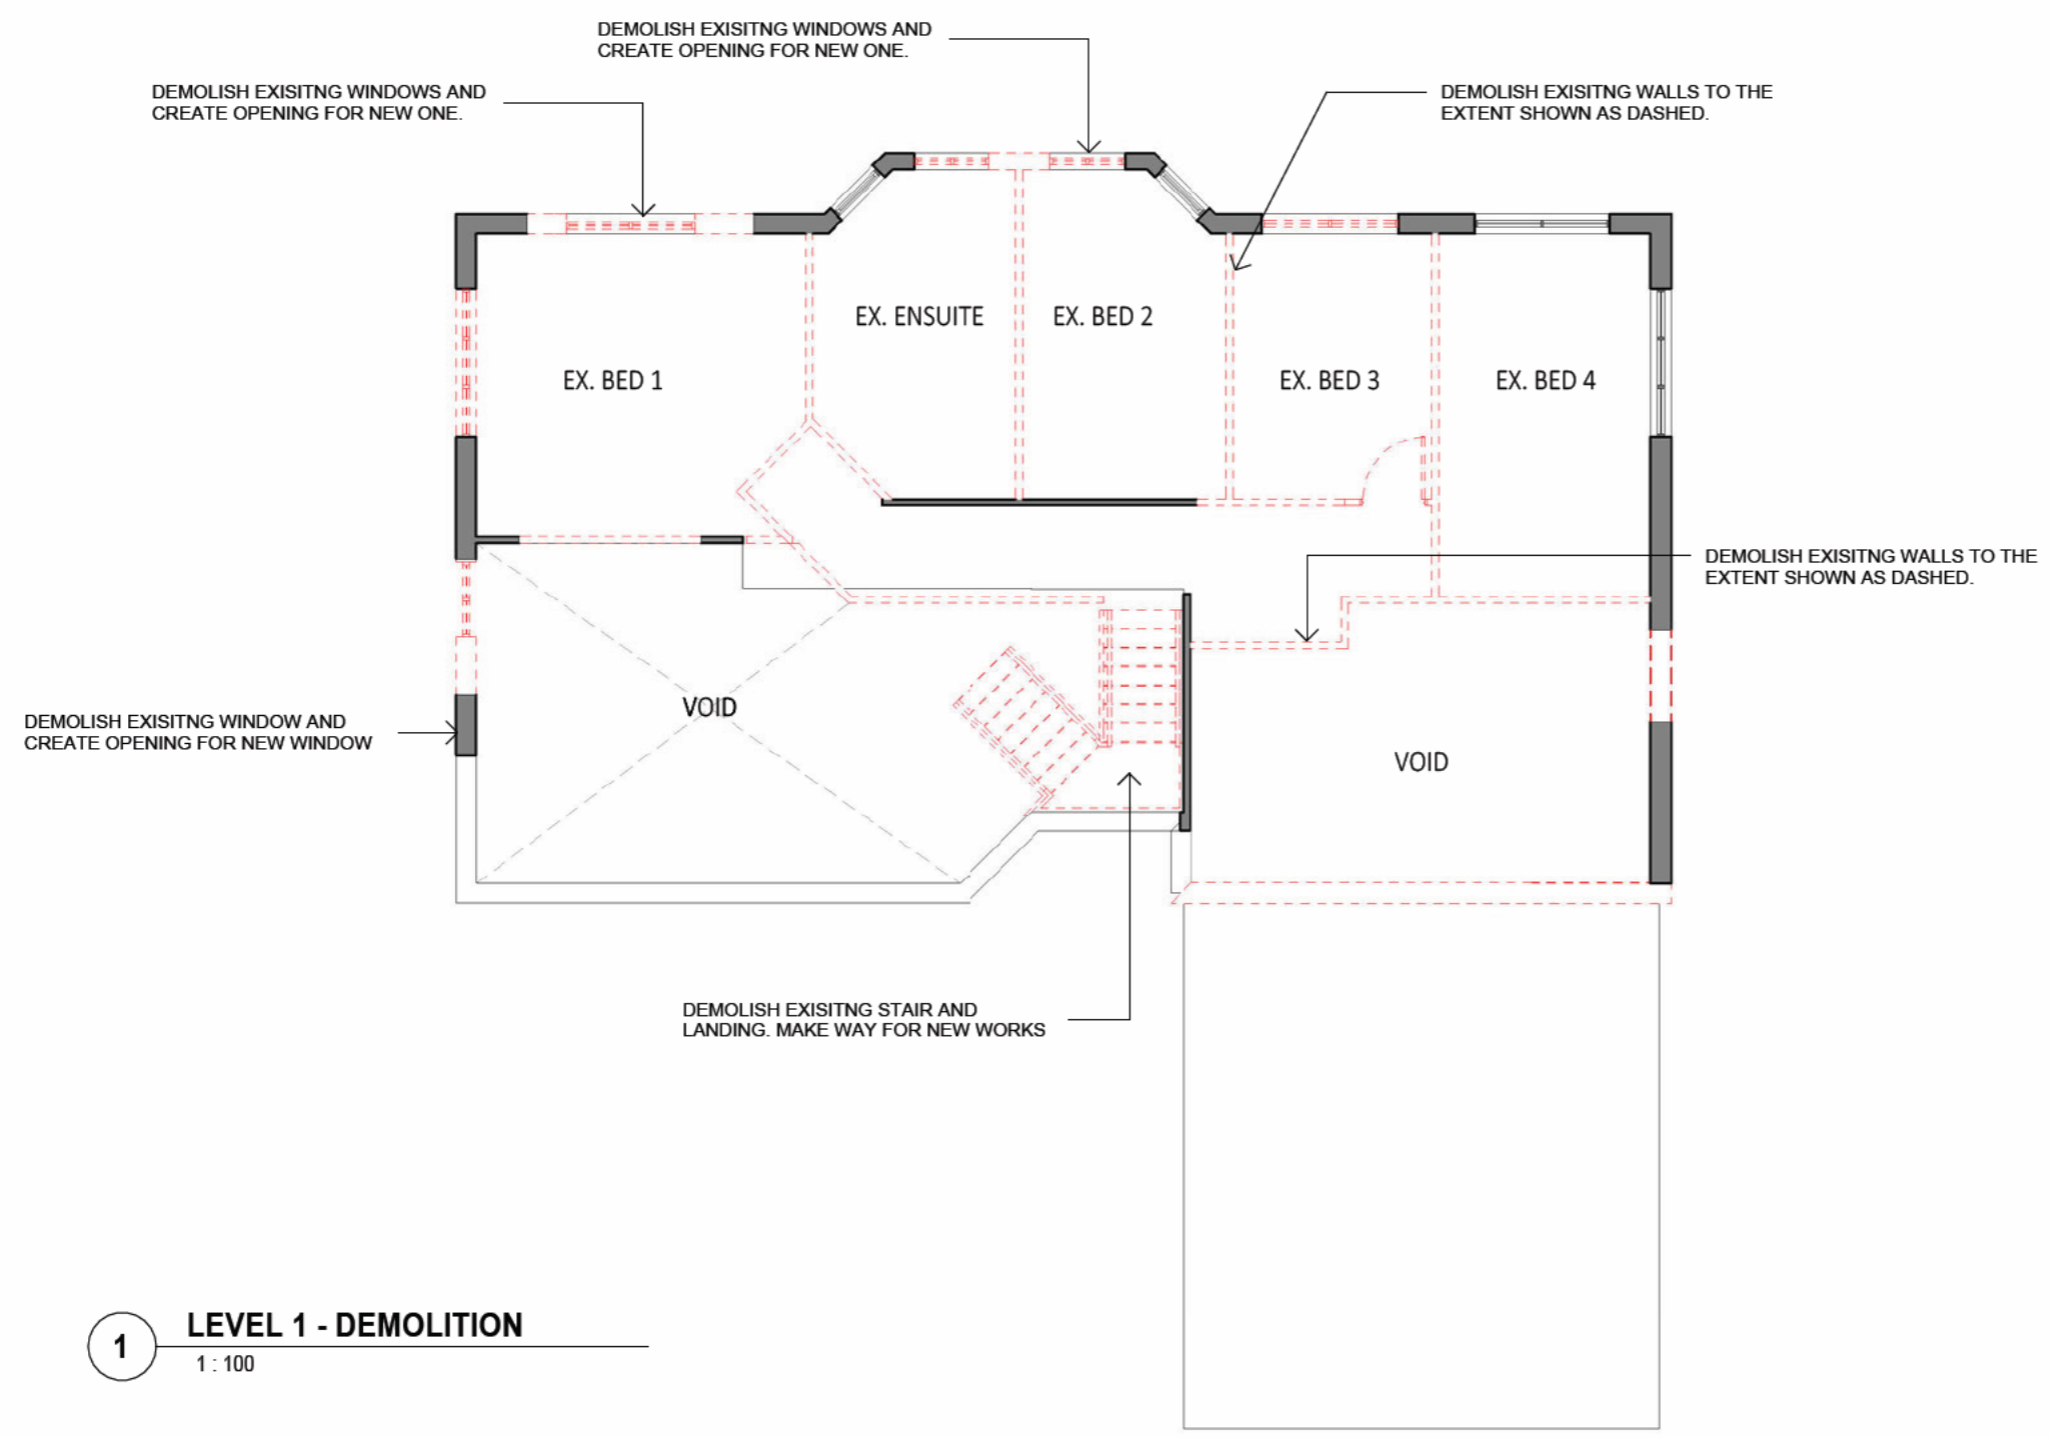 DEMOLISH EXISITNG WINDOWS AND
CREATE OPENING FOR NEW ONE.
DEMOLISH EXISITNG WINDOWS AND
CREATE OPENING FOR NEW ONE.
DEMOLISH EXISITNG WALLS TO THE
EXTENT SHOWN AS DASHED.
EX. ENSUITE
EX. BED 2
EX. BED 1
EX. BED 3
EX. BED 4
DEMOLISH EXISITNG WALLS TO THE
EXTENT SHOWN AS DASHED.
VOID
DEMOLISH EXISITNG WINDOW AND
CREATE OPENING FOR NEW WINDOW
VOID
DEMOLISH EXISITNG STAIR AND
LANDING. MAKE WAY FOR NEW WORKS
1
LEVEL 1 - DEMOLITION
1 : 100